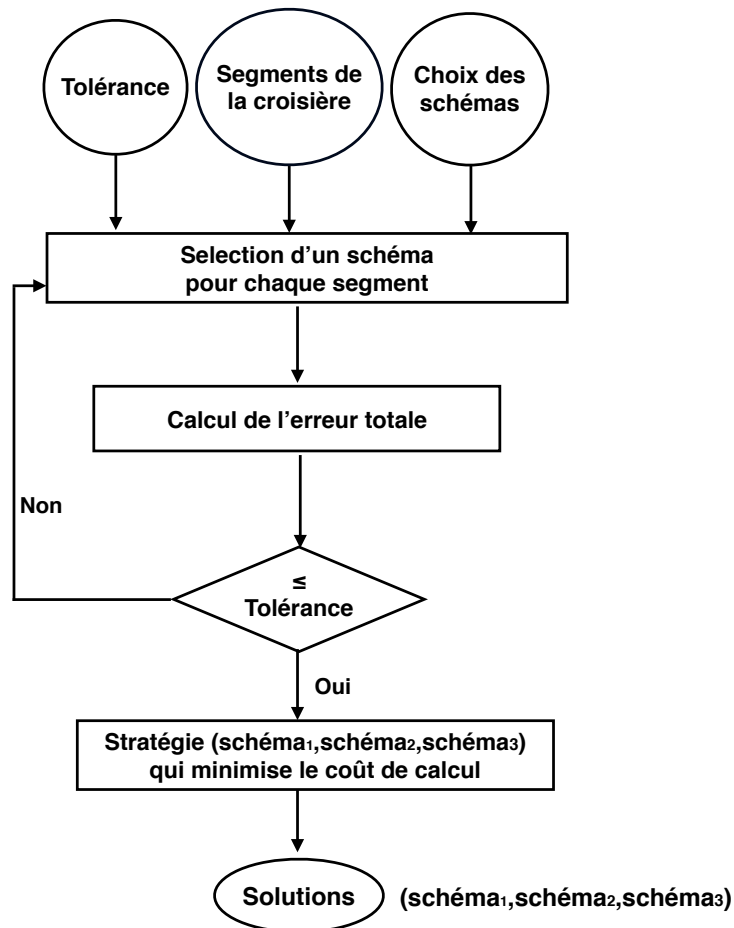 Tolérance
Segments de
la croisière
Choix des
schémas
Selection d'un schéma
pour chaque segment
Calcul de l'erreur totale
Non
≤
Tolérance
Oui
Stratégie (schéma₁,schéma₂,schéma₃)
qui minimise le coût de calcul
Solutions
(schéma₁,schéma₂,schéma₃)